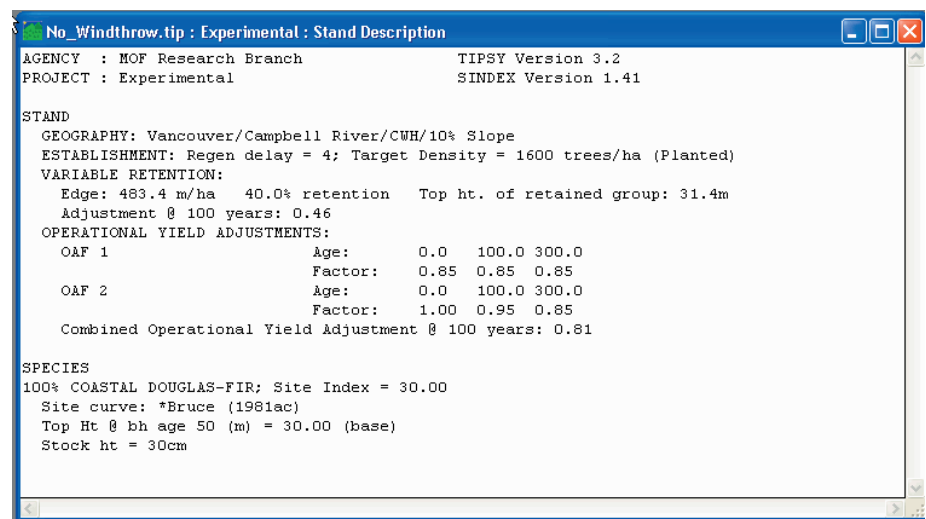 No_Windthrow.tip : Experimental : Stand Description
AGENCY : MOF Research Branch TIPSY Version 3.2
PROJECT : Experimental SINDEX Version 1.41
STAND
GEOGRAPHY: Vancouver/Campbell River/CWH/10% Slope
ESTABLISHMENT: Regen delay = 4; Target Density = 1600 trees/ha (Planted)
VARIABLE RETENTION:
Edge: 483.4 m/ha 40.0% retention Top ht. of retained group: 31.4m
Adjustment @ 100 years: 0.46
OPERATIONAL YIELD ADJUSTMENTS:
OAF 1 Age: 0.0 100.0 300.0
Factor: 0.85 0.85 0.85
OAF 2 Age: 0.0 100.0 300.0
Factor: 1.00 0.95 0.85
Combined Operational Yield Adjustment @ 100 years: 0.81
SPECIES
100% COASTAL DOUGLAS-FIR; Site Index = 30.00
Site curve: *Bruce (1981ac)
Top Ht @ bh age 50 (m) = 30.00 (base)
Stock ht = 30cm